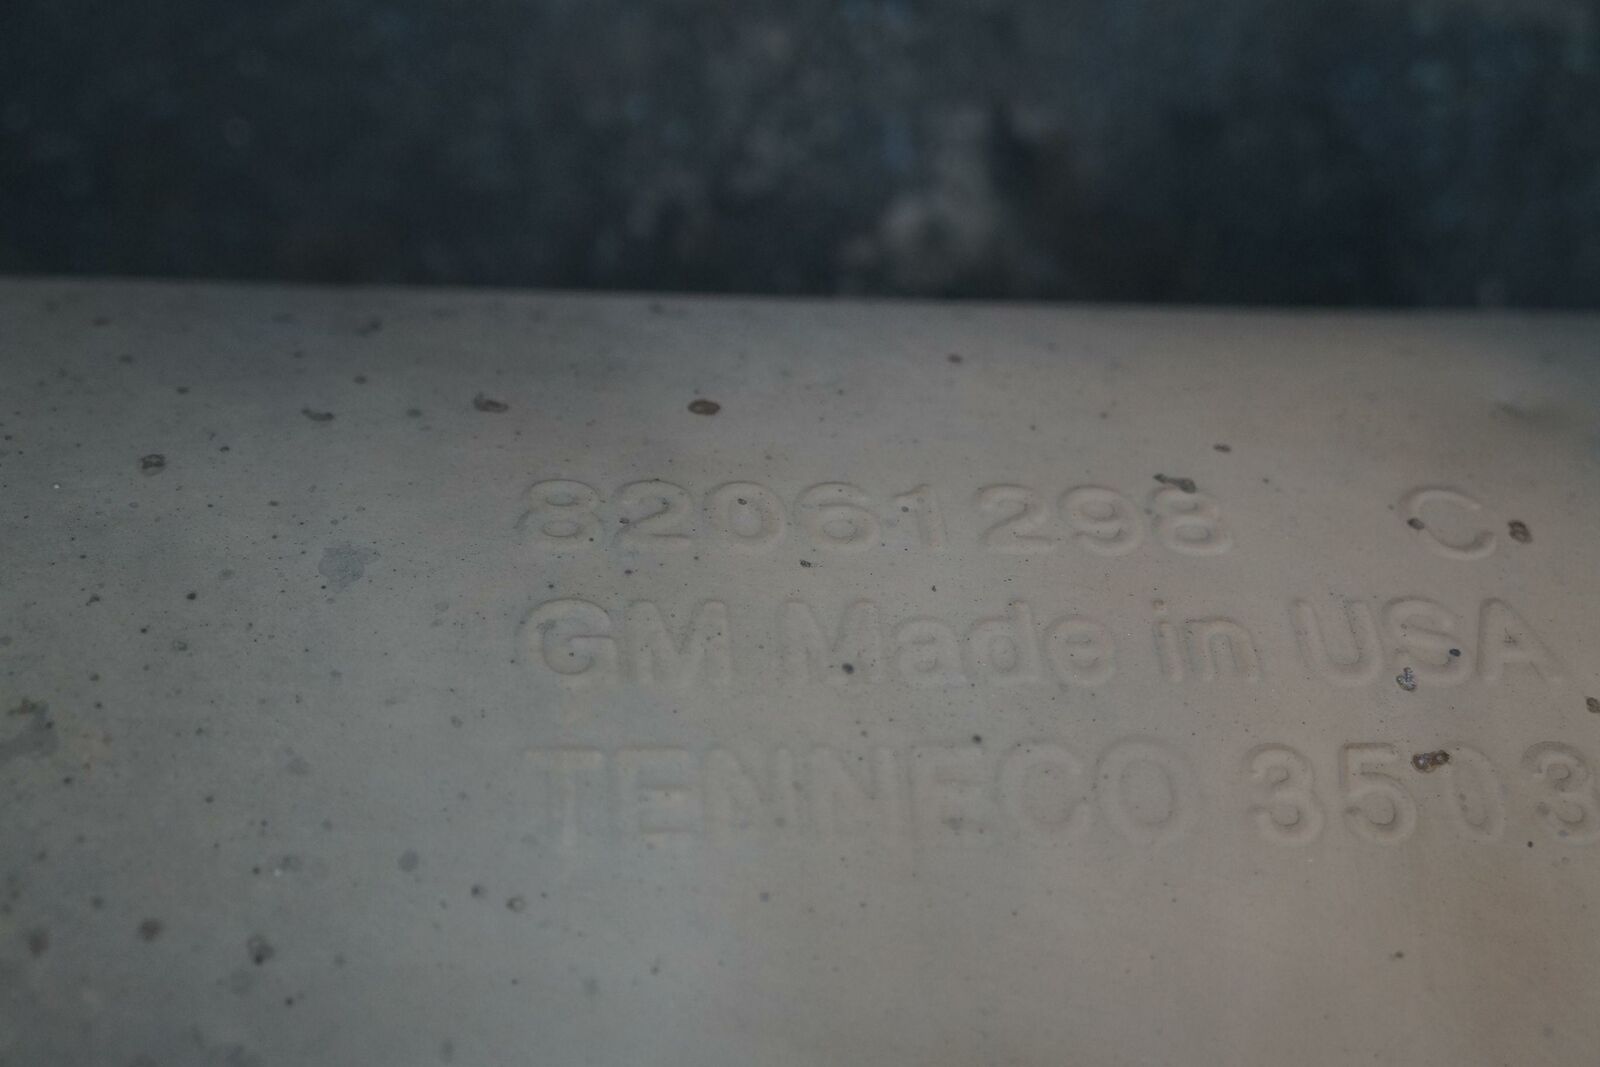 82061298 C
GM Made in USA
TENNECO 3503